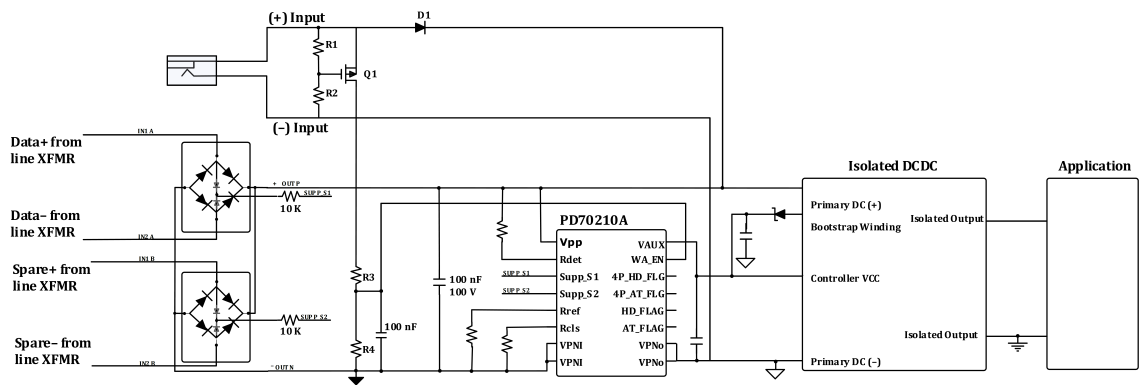 (+) Input
D1
R1
Q1
R2
(–) Input
Data+ from
line XFMR
IN1 A
+ OUTP
SUPP_S1
10 K
Data– from
line XFMR
IN2 A
Spare+ from
line XFMR
IN1 B
SUPP_S2
10 K
Spare– from
line XFMR
IN2 B
- OUTN
R3
R4
100 nF
100 nF
100 V
PD70210A
Vpp
Rdet
Supp_S1
Supp_S2
Rref
Rcls
VPNI
VPNI
VAUX
WA_EN
4P_HD_FLG
4P_AT_FLG
HD_FLAG
AT_FLAG
VPNo
VPNo
SUPP_S1
SUPP_S2
Isolated DCDC
Primary DC (+)
Bootstrap Winding
Isolated Output
Controller VCC
Isolated Output
Primary DC (–)
Application